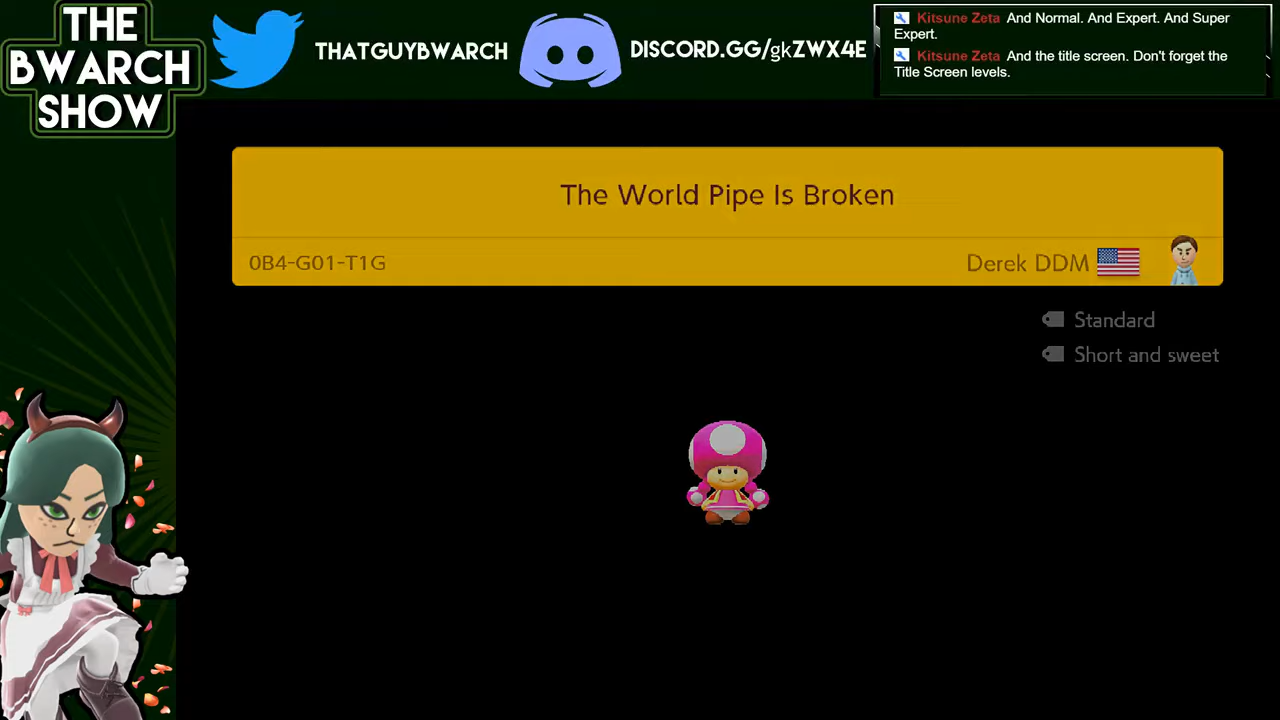 THE
BWARCH
SHOW
THATGUYBWARCH
DISCORD.GG/gkZWX4E
Kitsune Zeta And Normal. And Expert. And Super
Expert.
Kitsune Zeta And the title screen. Don't forget the
Title Screen levels.
The World Pipe Is Broken
0B4-G01-T1G
Derek DDM
Standard
Short and sweet